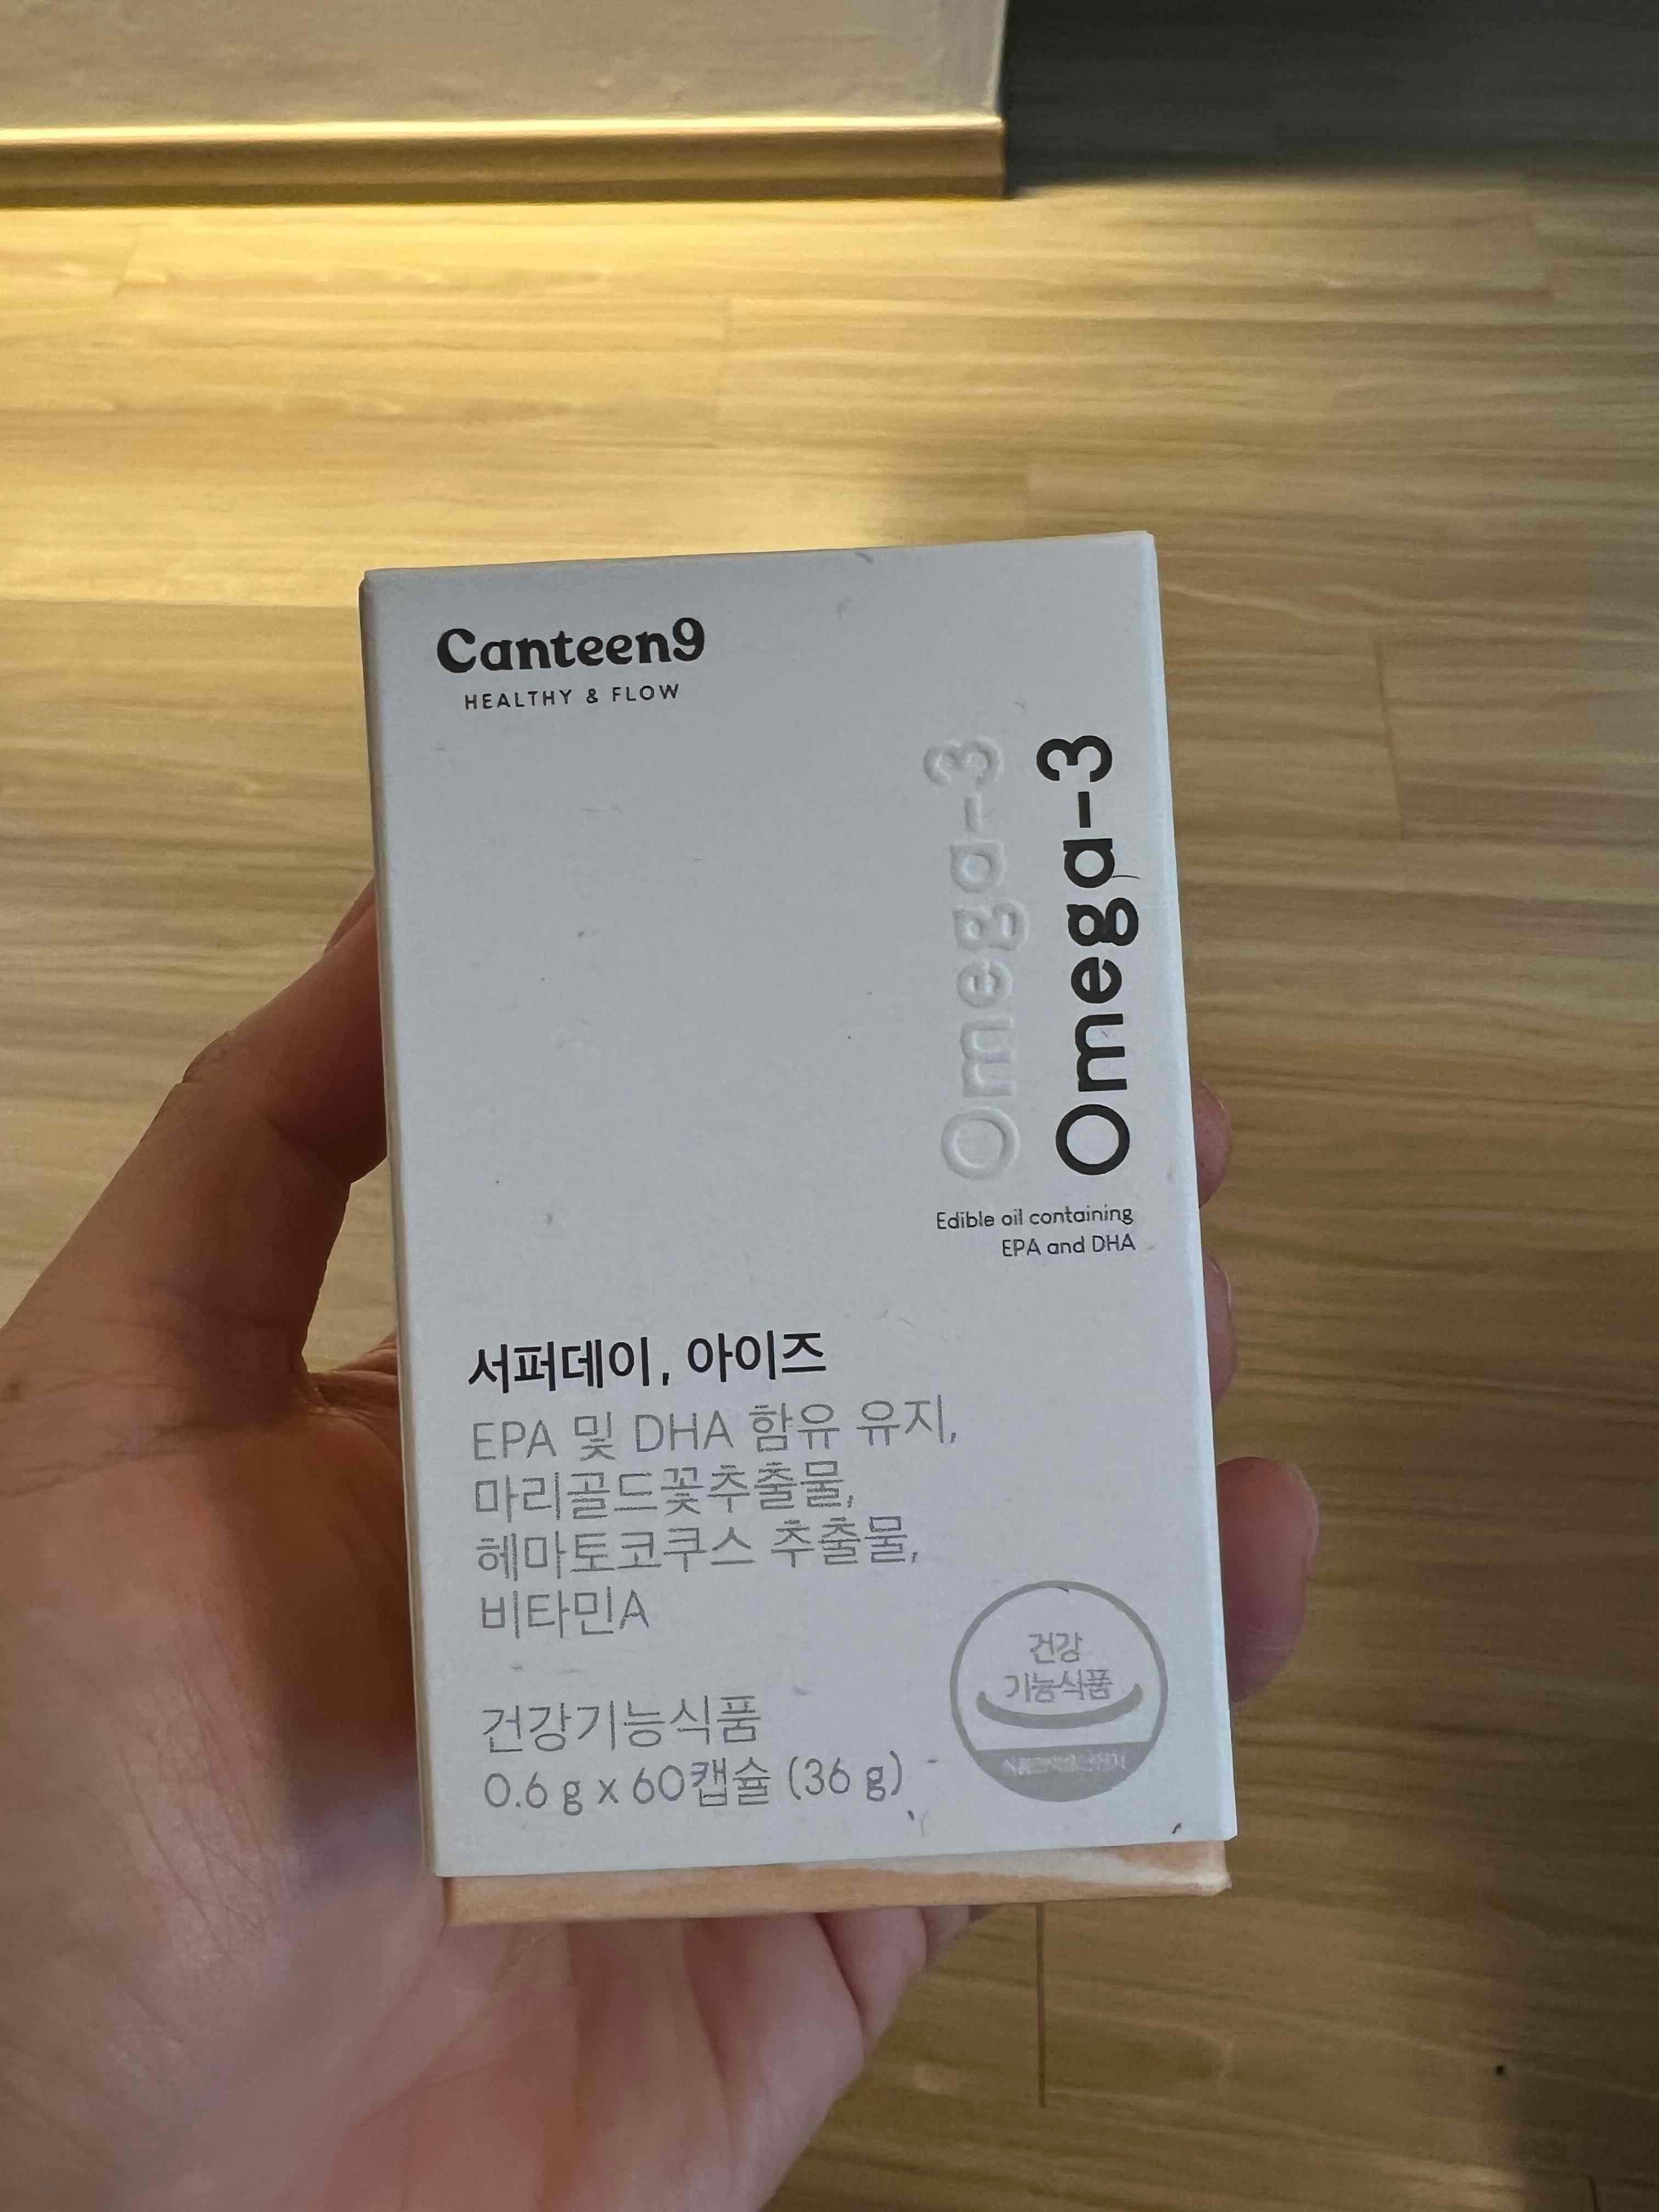 Canteen9
HEALTHY & FLOW
Omega-3
Omega-3
Edible oil containing
EPA and DHA
서퍼데이, 아이즈
EPA 및 DHA 함유 유지,
마리골드꽃추출물,
헤마토코쿠스 추출물,
비타민A
건강기능식품
0.6 g x 60캡슐 (36 g)
건강
기능식품